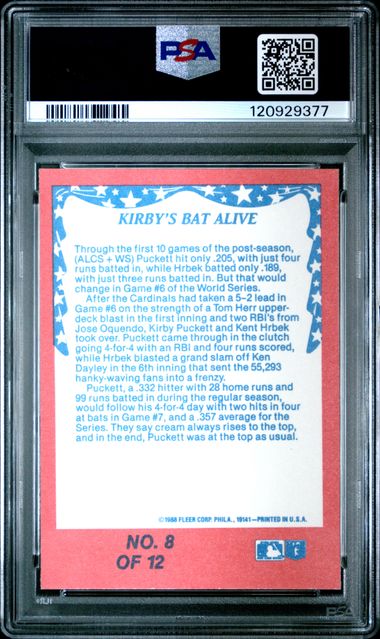 PSA
120929377
KIRBY'S BAT ALIVE
Through the first 10 games of the post-season,
(ALCS + WS) Puckett hit only .205, with just four
runs batted in, while Hrbek batted only .189,
with just three runs batted in. But that would
change in Game #6 of the World Series.
After the Cardinals had taken a 5-2 lead in
Game #6 on the strength of a Tom Herr upper-
deck blast in the first inning and two RBI's from
Jose Oquendo, Kirby Puckett and Kent Hrbek
took over. Puckett came through in the clutch
going 4-for-4 with an RBI and four runs scored,
while Hrbek blasted a grand slam off Ken
Dayley in the 6th inning that sent the 55,293
hanky-waving fans into a frenzy.
Puckett, a .332 hitter with 28 home runs and
99 runs batted in during the regular season,
would follow his 4-for-4 day with two hits in four
at bats in Game #7, and a .357 average for the
Series. They say cream always rises to the top,
and in the end, Puckett was at the top as usual.
©1988 FLEER CORP. PHILA., 19141—PRINTED IN U.S.A.
NO. 8
OF 12